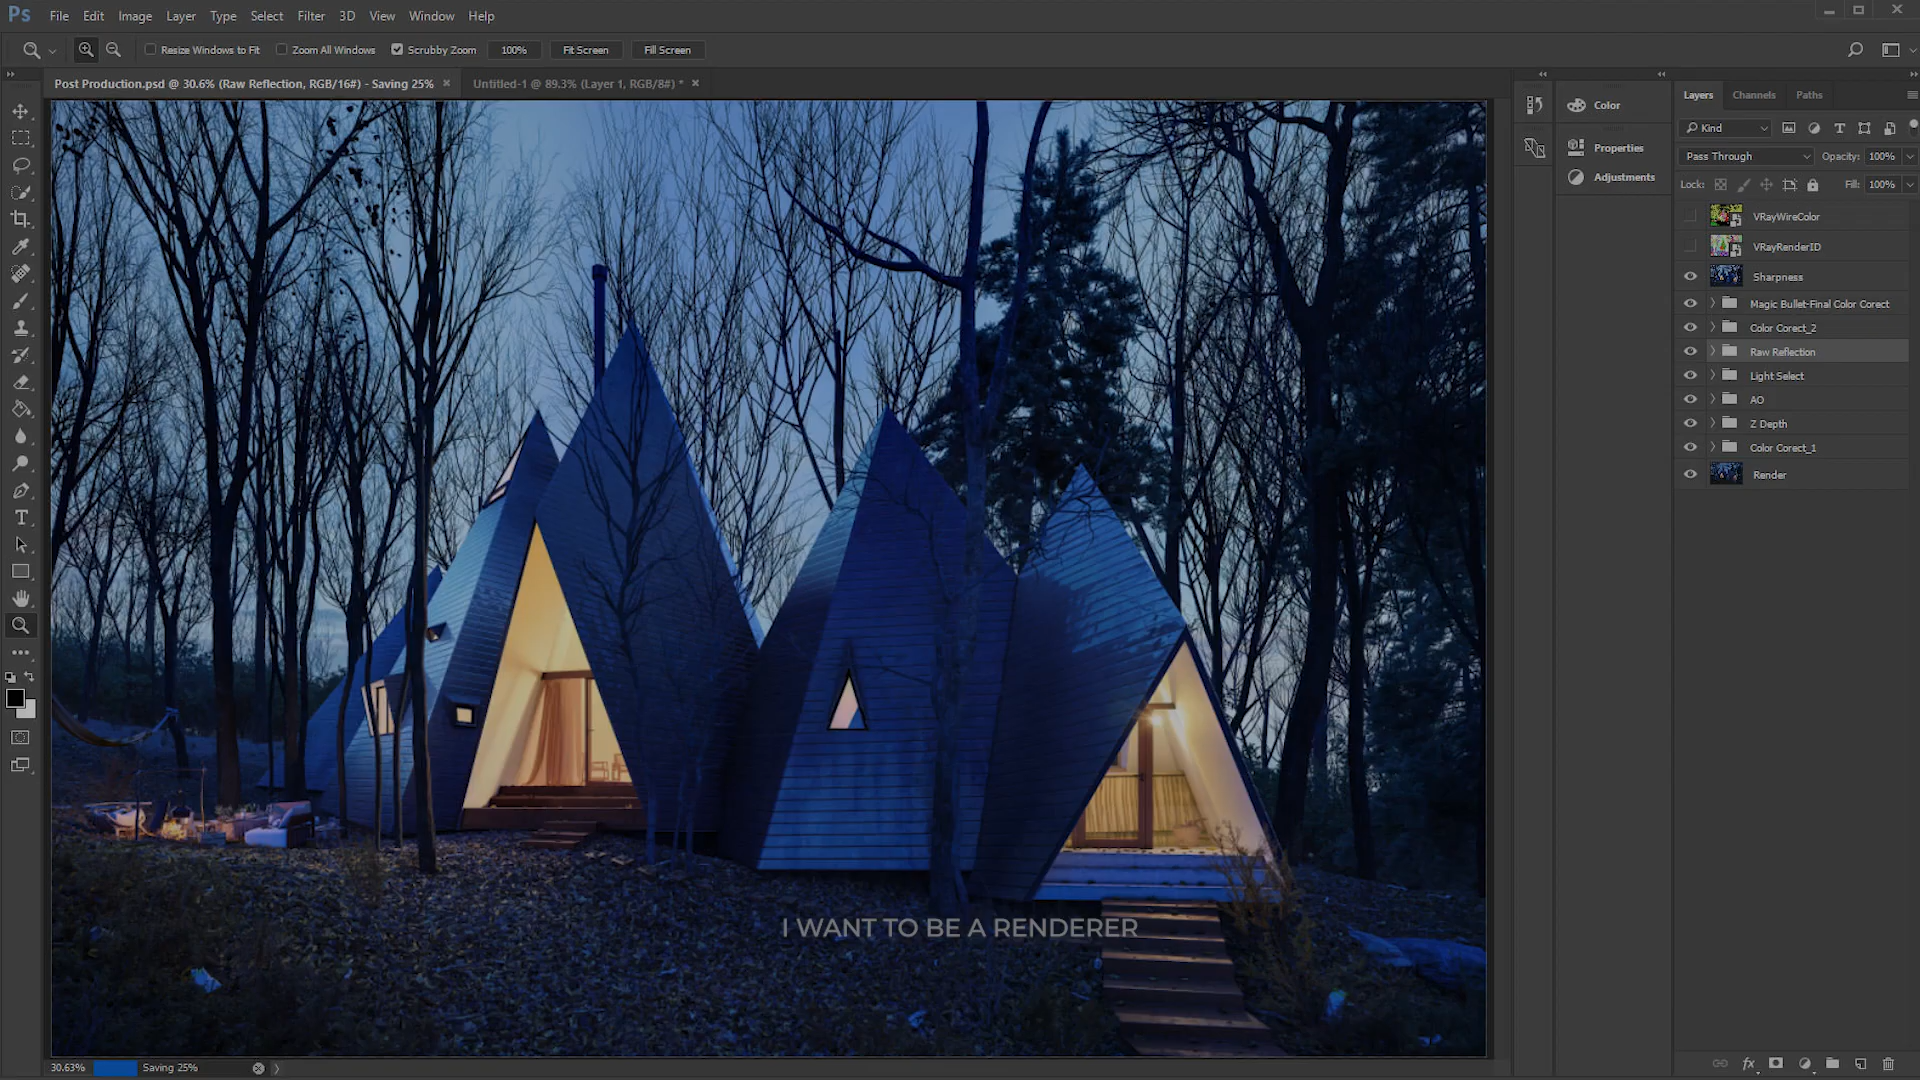 Ps File Edit Image Layer Type Select Filter 3D View Window Help
Resize Windows to Fit Zoom All Windows Scrubby Zoom 100% Fit Screen Fill Screen
Post Production.psd @ 30.6% (Raw Reflection, RGB/16#) - Saving 25% × Untitled-1 @ 89.3% (Layer 1, RGB/8#) * ×
Color
Properties
Adjustments
Layers Channels Paths
Kind
Pass Through Opacity: 100%
Lock: Fill: 100%
VRayWireColor
VRayRenderID
Sharpness
Magic Bullet-Final Color Corect
Color Corect_2
Raw Reflection
Light Select
AO
Z Depth
Color Corect_1
Render
I WANT TO BE A RENDERER
30.63% Saving 25%
fx